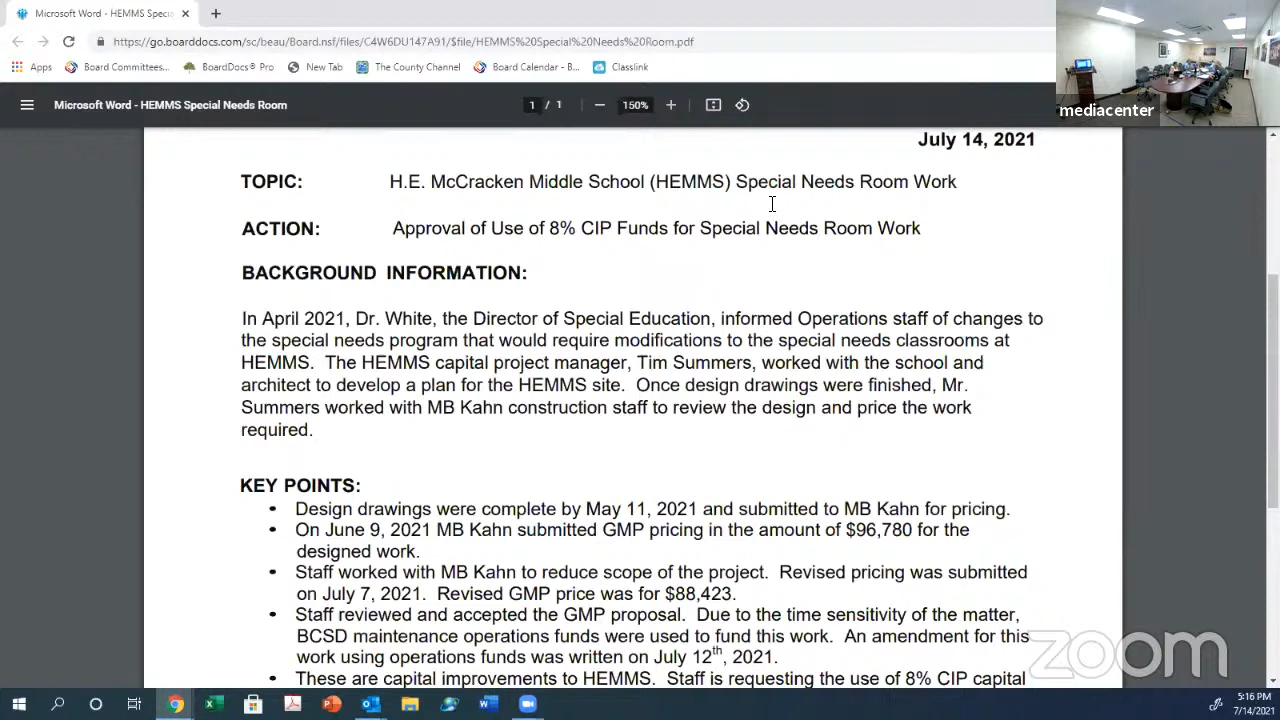 Microsoft Word - HEMMS Special
https://go.boarddocs.com/sc/beau/Board.nsf/files/C4W6DU147A91/$file/HEMMS%20Special%20Needs%20Room.pdf
Apps Board Committees... BoardDocs® Pro New Tab The County Channel Board Calendar - B... Classlink
mediacenter
Microsoft Word - HEMMS Special Needs Room 1 / 1 150%
July 14, 2021
TOPIC: H.E. McCracken Middle School (HEMMS) Special Needs Room Work
ACTION: Approval of Use of 8% CIP Funds for Special Needs Room Work
BACKGROUND INFORMATION:
In April 2021, Dr. White, the Director of Special Education, informed Operations staff of changes to
the special needs program that would require modifications to the special needs classrooms at
HEMMS. The HEMMS capital project manager, Tim Summers, worked with the school and
architect to develop a plan for the HEMMS site. Once design drawings were finished, Mr.
Summers worked with MB Kahn construction staff to review the design and price the work
required.
KEY POINTS:
• Design drawings were complete by May 11, 2021 and submitted to MB Kahn for pricing.
• On June 9, 2021 MB Kahn submitted GMP pricing in the amount of $96,780 for the
designed work.
• Staff worked with MB Kahn to reduce scope of the project. Revised pricing was submitted
on July 7, 2021. Revised GMP price was for $88,423.
• Staff reviewed and accepted the GMP proposal. Due to the time sensitivity of the matter,
BCSD maintenance operations funds were used to fund this work. An amendment for this
work using operations funds was written on July 12th, 2021.
• These are capital improvements to HEMMS. Staff is requesting the use of 8% CIP capital
zoom
5:16 PM
7/14/2021